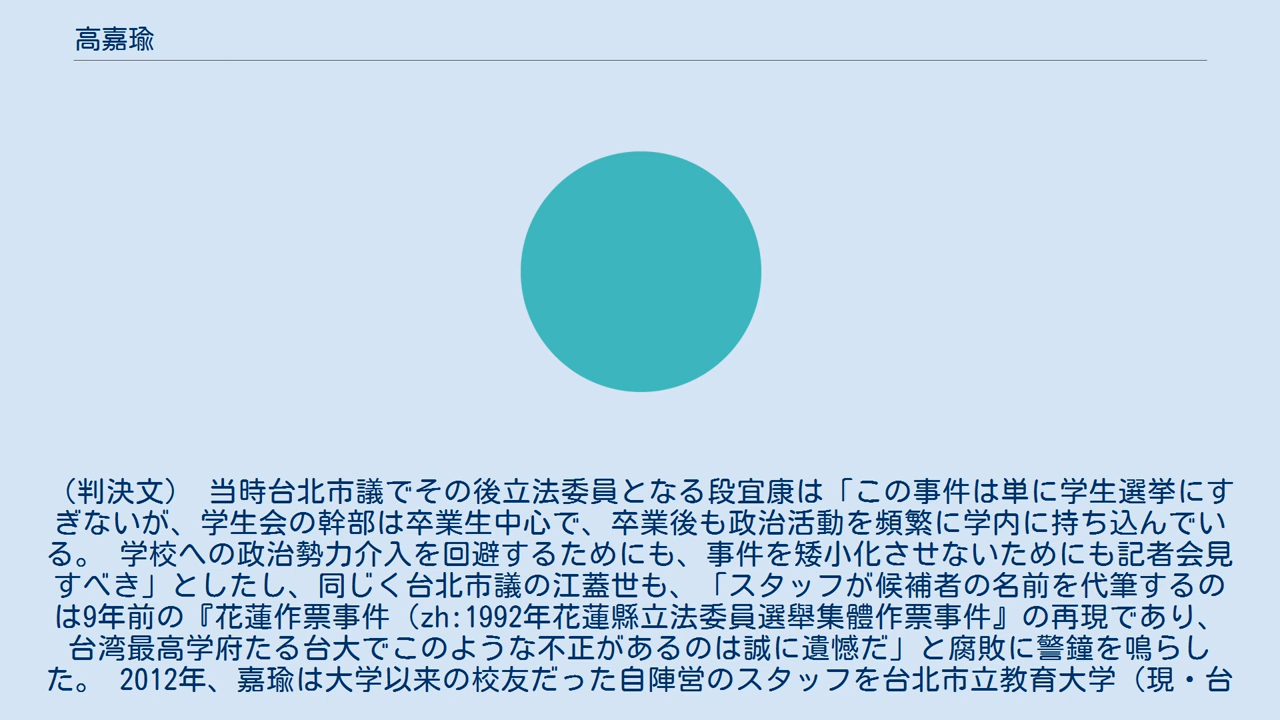 高嘉瑜
（判決文） 当時台北市議でその後立法委員となる段宜康は「この事件は単に学生選挙にす
ぎないが、学生会の幹部は卒業生中心で、卒業後も政治活動を頻繁に学内に持ち込んでい
る。 学校への政治勢力介入を回避するためにも、事件を矮小化させないためにも記者会見
すべき」としたし、同じく台北市議の江蓋世も、「スタッフが候補者の名前を代筆するの
は9年前の『花蓮作票事件（zh:1992年花蓮縣立法委員選舉集體作票事件』の再現であり、
台湾最高学府たる台大でこのような不正があるのは誠に遺憾だ」と腐敗に警鐘を鳴らし
た。 2012年、嘉瑜は大学以来の校友だった自陣営のスタッフを台北市立教育大学（現・台